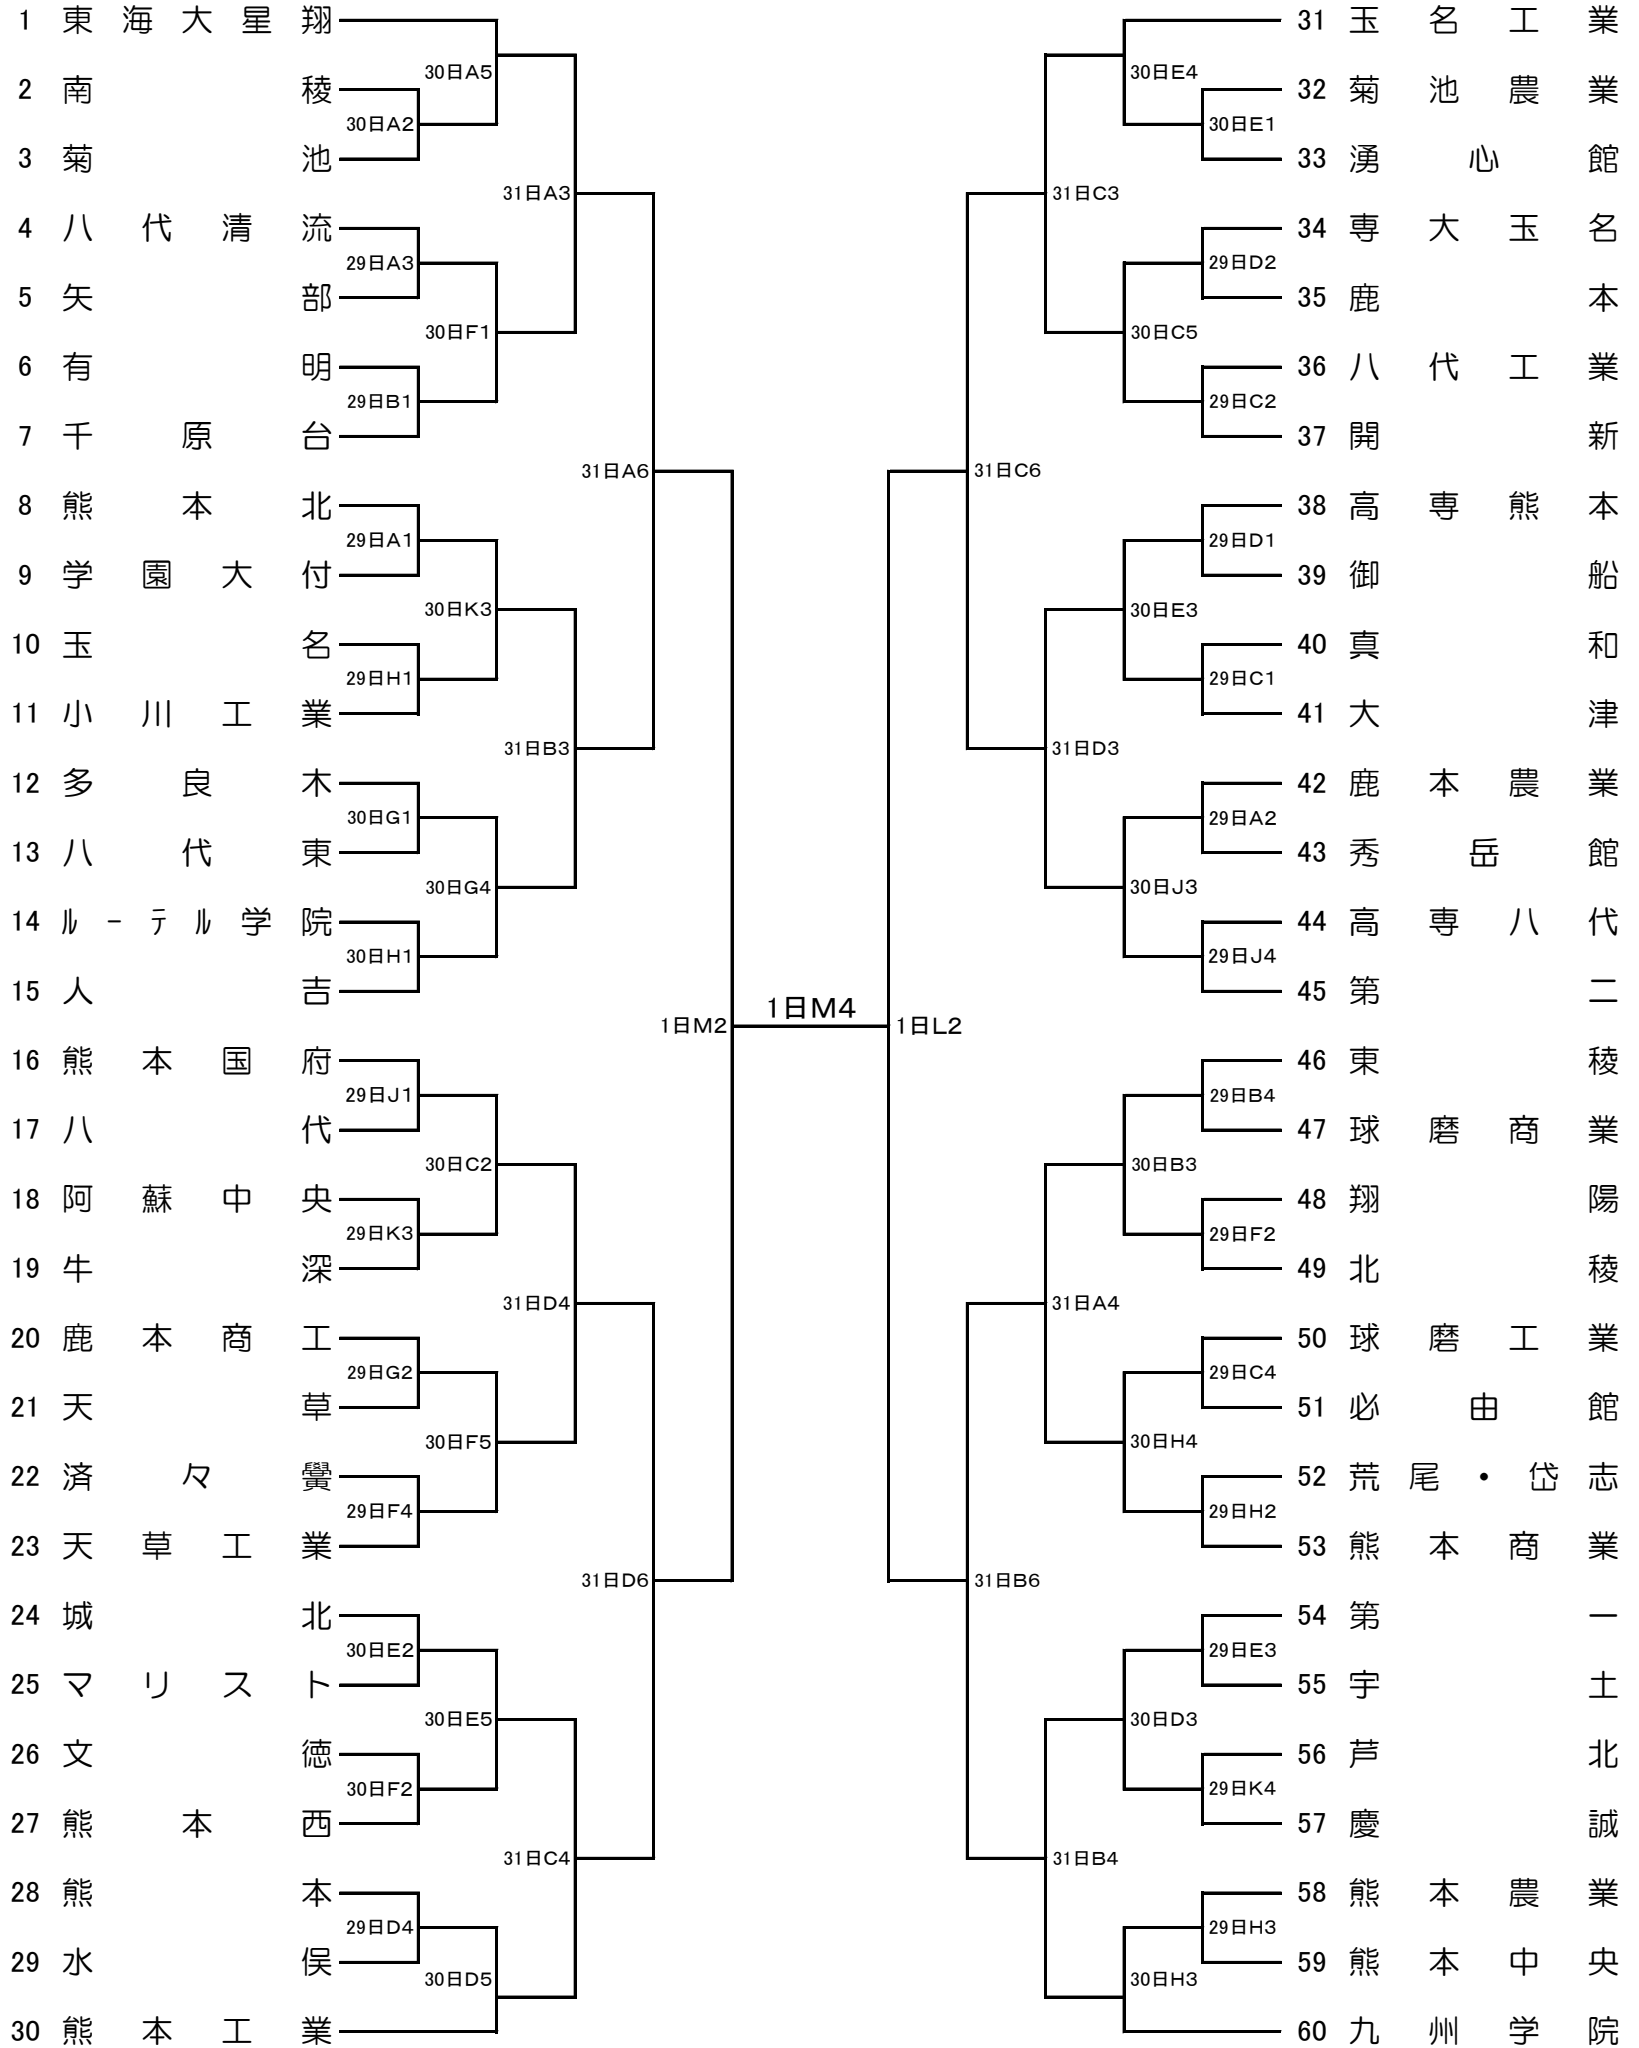 1 東海大星翔
30日A5
2 南稜
30日A2
3 菊池
31日A3
4 八代清流
29日A3
5 矢部
30日F1
6 有明
29日B1
7 千原台
31日A6
8 熊本北
29日A1
9 学園大付
30日K3
10 玉名
29日H1
11 小川工業
31日B3
12 多良木
30日G1
13 八代東
30日G4
14 ﾙｰﾃﾙ学院
30日H1
15 人吉
1日M2
16 熊本国府
29日J1
17 八代
30日C2
18 阿蘇中央
29日K3
19 牛深
31日D4
20 鹿本商工
29日G2
21 天草
30日F5
22 済々黌
29日F4
23 天草工業
31日D6
24 城北
30日E2
25 マリスト
30日E5
26 文徳
30日F2
27 熊本西
31日C4
28 熊本
29日D4
29 水俣
30日D5
30 熊本工業
1日M4
31 玉名工業
30日E4
32 菊池農業
30日E1
33 湧心館
31日C3
34 専大玉名
29日D2
35 鹿本
30日C5
36 八代工業
29日C2
37 開新
31日C6
38 高専熊本
29日D1
39 御船
30日E3
40 真和
29日C1
41 大津
31日D3
42 鹿本農業
29日A2
43 秀岳館
30日J3
44 高専八代
29日J4
45 第二
1日L2
46 東稜
29日B4
47 球磨商業
30日B3
48 翔陽
29日F2
49 北稜
31日A4
50 球磨工業
29日C4
51 必由館
30日H4
52 荒尾・岱志
29日H2
53 熊本商業
31日B6
54 第一
29日E3
55 宇土
30日D3
56 芦北
29日K4
57 慶誠
31日B4
58 熊本農業
29日H3
59 熊本中央
30日H3
60 九州学院